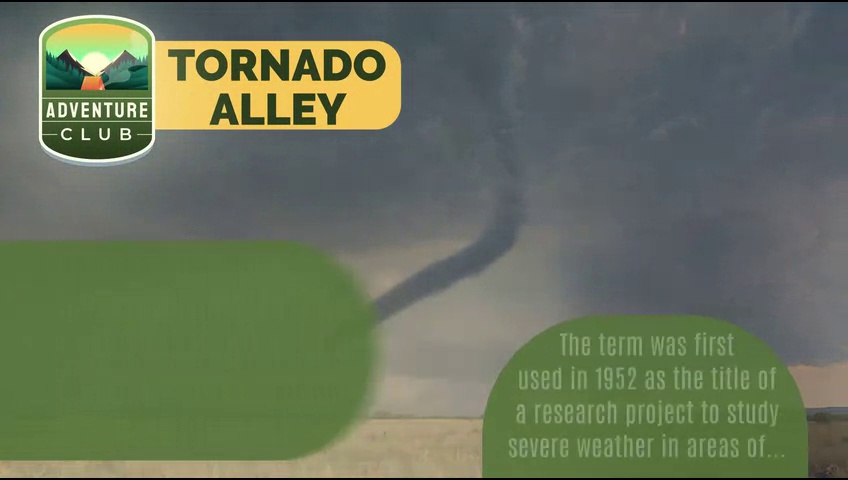 TORNADO
ALLEY
ADVENTURE
CLUB
The term was first
used in 1952 as the title of
a research project to study
severe weather in areas of...